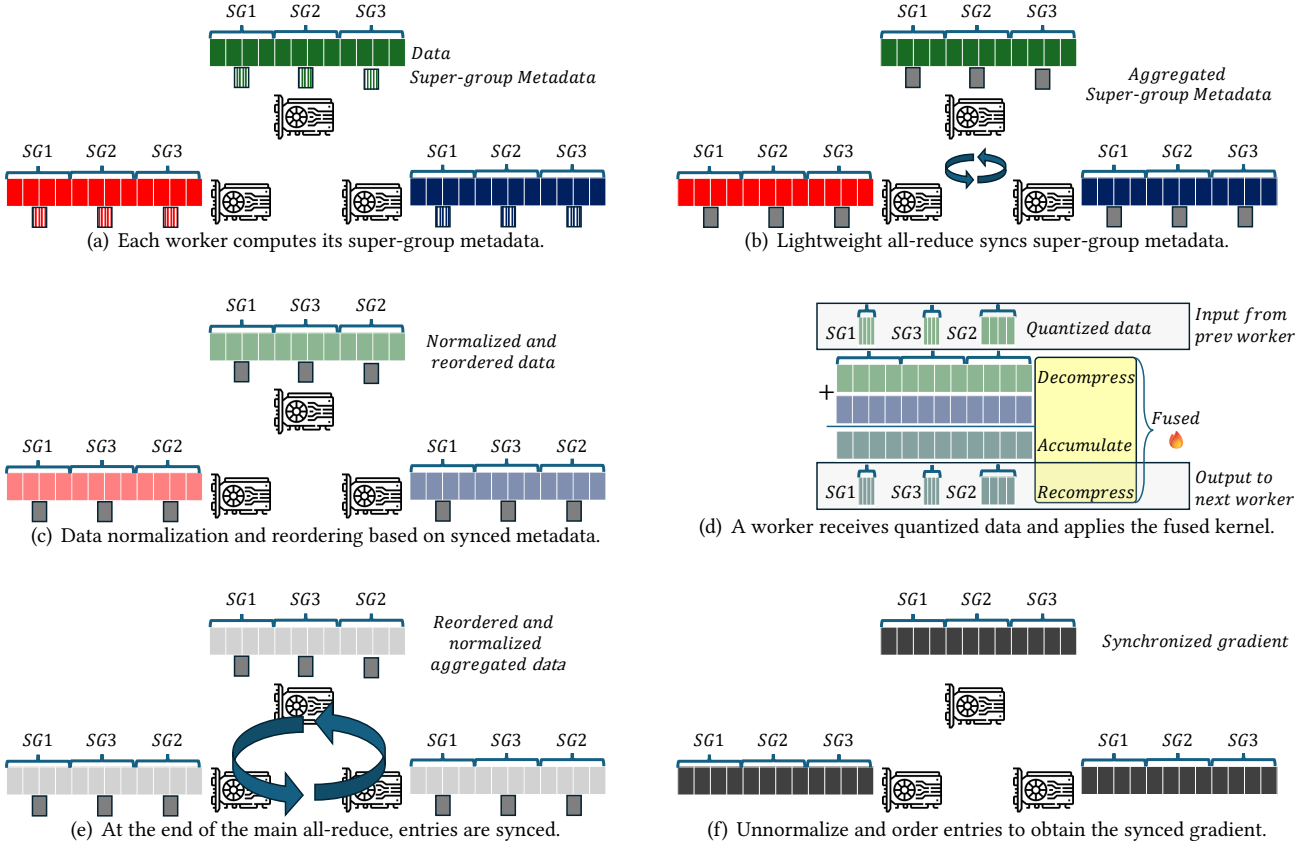 SG1 SG2 SG3
Data
Super-group Metadata
SG1 SG2 SG3
SG1 SG2 SG3
(a) Each worker computes its super-group metadata.
SG1 SG2 SG3
Aggregated
Super-group Metadata
SG1 SG2 SG3
SG1 SG2 SG3
(b) Lightweight all-reduce syncs super-group metadata.
SG1 SG3 SG2
Normalized and
reordered data
SG1 SG3 SG2
SG1 SG3 SG2
(c) Data normalization and reordering based on synced metadata.
SG1 SG3 SG2 Quantized data
Input from
prev worker
+
Decompress
Accumulate
Fused
SG1 SG3 SG2 Recompress
Output to
next worker
(d) A worker receives quantized data and applies the fused kernel.
SG1 SG3 SG2
Reordered and
normalized
aggregated data
SG1 SG3 SG2
SG1 SG3 SG2
(e) At the end of the main all-reduce, entries are synced.
SG1 SG2 SG3
Synchronized gradient
SG1 SG2 SG3
SG1 SG2 SG3
(f) Unnormalize and order entries to obtain the synced gradient.